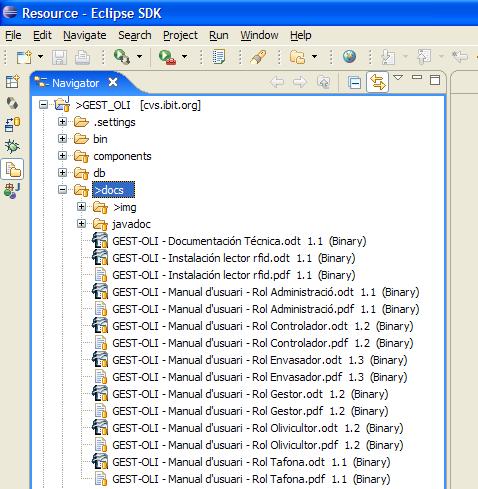 Resource - Eclipse SDK
File Edit Navigate Search Project Run Window MyEclipse Help
Navigator
>GEST_OLI [cvs.ibit.org]
.settings
bin
components
db
>docs
>img
javadoc
GEST-OLI - Documentación Técnica.odt 1.1 (Binary)
GEST-OLI - Instalación lector rfid.odt 1.1 (Binary)
GEST-OLI - Instalación lector rfid.pdf 1.1 (Binary)
GEST-OLI - Manual d'usuari - Rol Administració.odt 1.1 (Binary)
GEST-OLI - Manual d'usuari - Rol Administració.pdf 1.1 (Binary)
GEST-OLI - Manual d'usuari - Rol Controlador.odt 1.2 (Binary)
GEST-OLI - Manual d'usuari - Rol Controlador.pdf 1.2 (Binary)
GEST-OLI - Manual d'usuari - Rol Envasador.odt 1.3 (Binary)
GEST-OLI - Manual d'usuari - Rol Envasador.pdf 1.3 (Binary)
GEST-OLI - Manual d'usuari - Rol Gestor.odt 1.2 (Binary)
GEST-OLI - Manual d'usuari - Rol Gestor.pdf 1.2 (Binary)
GEST-OLI - Manual d'usuari - Rol Olivicultor.odt 1.2 (Binary)
GEST-OLI - Manual d'usuari - Rol Olivicultor.pdf 1.2 (Binary)
GEST-OLI - Manual d'usuari - Rol Tafona.odt 1.1 (Binary)
GEST-OLI - Manual d'usuari - Rol Tafona.pdf 1.1 (Binary)